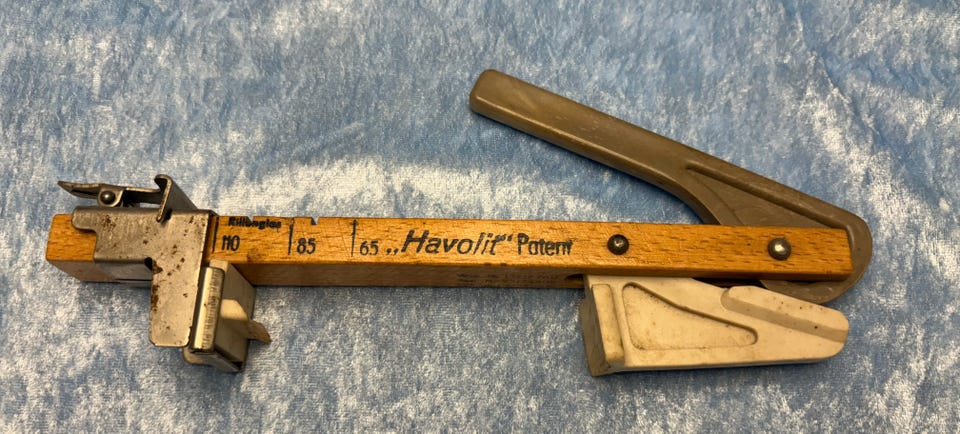 Rillenglas
110 85 65 „Havolit" Patent